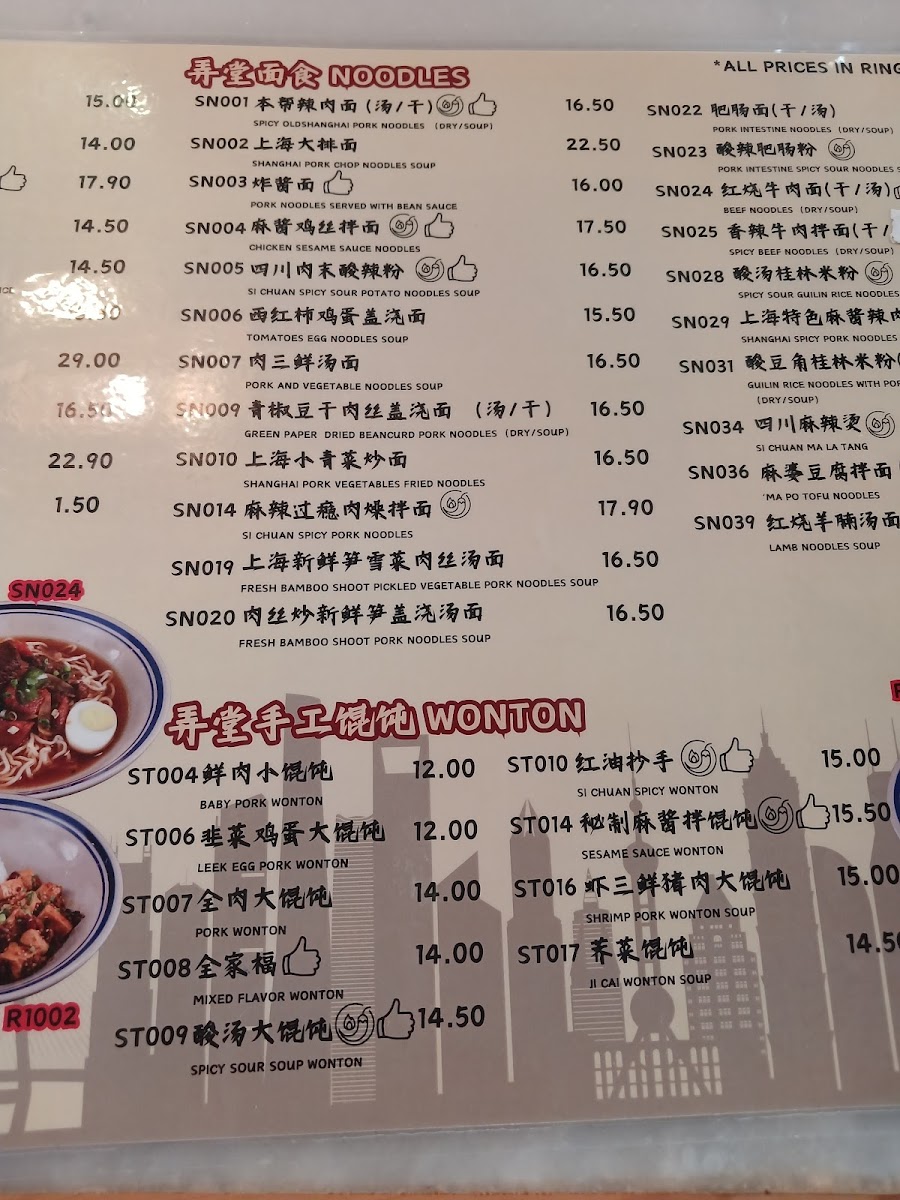 15.00
14.00
17.90
14.50
14.50
29.00
16.50
22.90
1.50
SN024
R1002
弄堂面食 NOODLES
SN001 本帮辣肉面 (汤/干) 16.50
SPICY OLDSHANGHAI PORK NOODLES (DRY/SOUP)
SN002 上海大排面 22.50
SHANGHAI PORK CHOP NOODLES SOUP
SN003 炸酱面 16.00
PORK NOODLES SERVED WITH BEAN SAUCE
SN004 麻酱鸡丝拌面 17.50
CHICKEN SESAME SAUCE NOODLES
SN005 四川肉末酸辣粉 16.50
SI CHUAN SPICY SOUR POTATO NOODLES SOUP
SN006 西红柿鸡蛋盖浇面 15.50
TOMATOES EGG NOODLES SOUP
SN007 肉三鲜汤面 16.50
PORK AND VEGETABLE NOODLES SOUP
SN009 青椒豆干肉丝盖浇面 (汤/干) 16.50
GREEN PAPER DRIED BEANCURD PORK NOODLES (DRY/SOUP)
SN010 上海小青菜炒面 16.50
SHANGHAI PORK VEGETABLES FRIED NOODLES
SN014 麻辣过瘾肉燥拌面 17.90
SI CHUAN SPICY PORK NOODLES
SN019 上海新鲜笋雪菜肉丝汤面 16.50
FRESH BAMBOO SHOOT PICKLED VEGETABLE PORK NOODLES SOUP
SN020 肉丝炒新鲜笋盖浇汤面 16.50
FRESH BAMBOO SHOOT PORK NOODLES SOUP
*ALL PRICES IN RING
SN022 肥肠面(干/汤)
PORK INTESTINE NOODLES (DRY/SOUP)
SN023 酸辣肥肠粉
PORK INTESTINE SPICY SOUR NOODLES S
SN024 红烧牛肉面(干/汤)
BEEF NOODLES (DRY/SOUP)
SN025 香辣牛肉拌面(干/
SPICY BEEF NOODLES (DRY/SOUP)
SN028 酸汤桂林米粉
SPICY SOUR GUILIN RICE NOODLES
SN029 上海特色麻酱辣肉
SHANGHAI SPICY PORK NOODLES
SN031 酸豆角桂林米粉(
GUILIN RICE NOODLES WITH POR
(DRY/SOUP)
SN034 四川麻辣烫
SI CHUAN MA LA TANG
SN036 麻婆豆腐拌面
'MA PO TOFU NOODLES
SN039 红烧羊腩汤面
LAMB NOODLES SOUP
弄堂手工馄饨 WONTON
ST004 鲜肉小馄饨 12.00
BABY PORK WONTON
ST006 韭菜鸡蛋大馄饨 12.00
LEEK EGG PORK WONTON
ST007 全肉大馄饨 14.00
PORK WONTON
ST008 全家福 14.00
MIXED FLAVOR WONTON
ST009 酸汤大馄饨 14.50
SPICY SOUR SOUP WONTON
ST010 红油抄手 15.00
SI CHUAN SPICY WONTON
ST014 秘制麻酱拌馄饨 15.50
SESAME SAUCE WONTON
ST016 虾三鲜猪肉大馄饨 15.00
SHRIMP PORK WONTON SOUP
ST017 荠菜馄饨 14.50
JI CAI WONTON SOUP